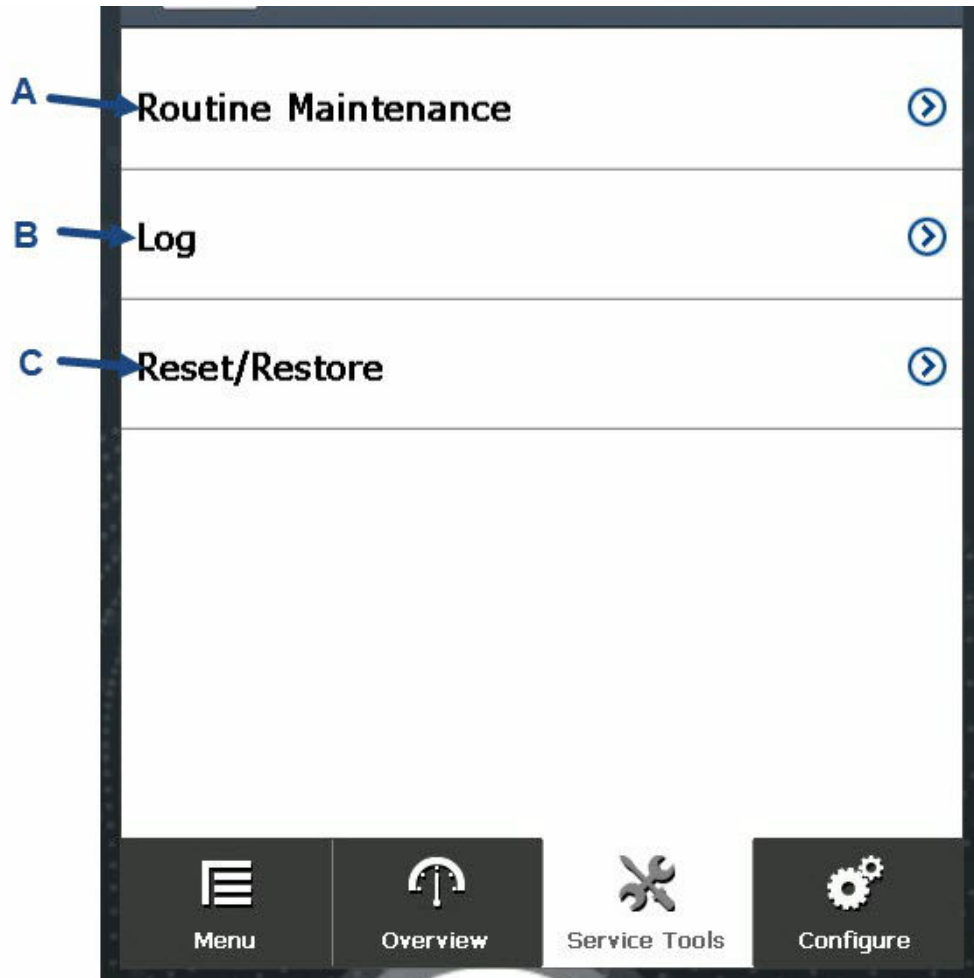 A
Routine Maintenance
B
Log
C
Reset/Restore
Menu
Overview
Service Tools
Configure